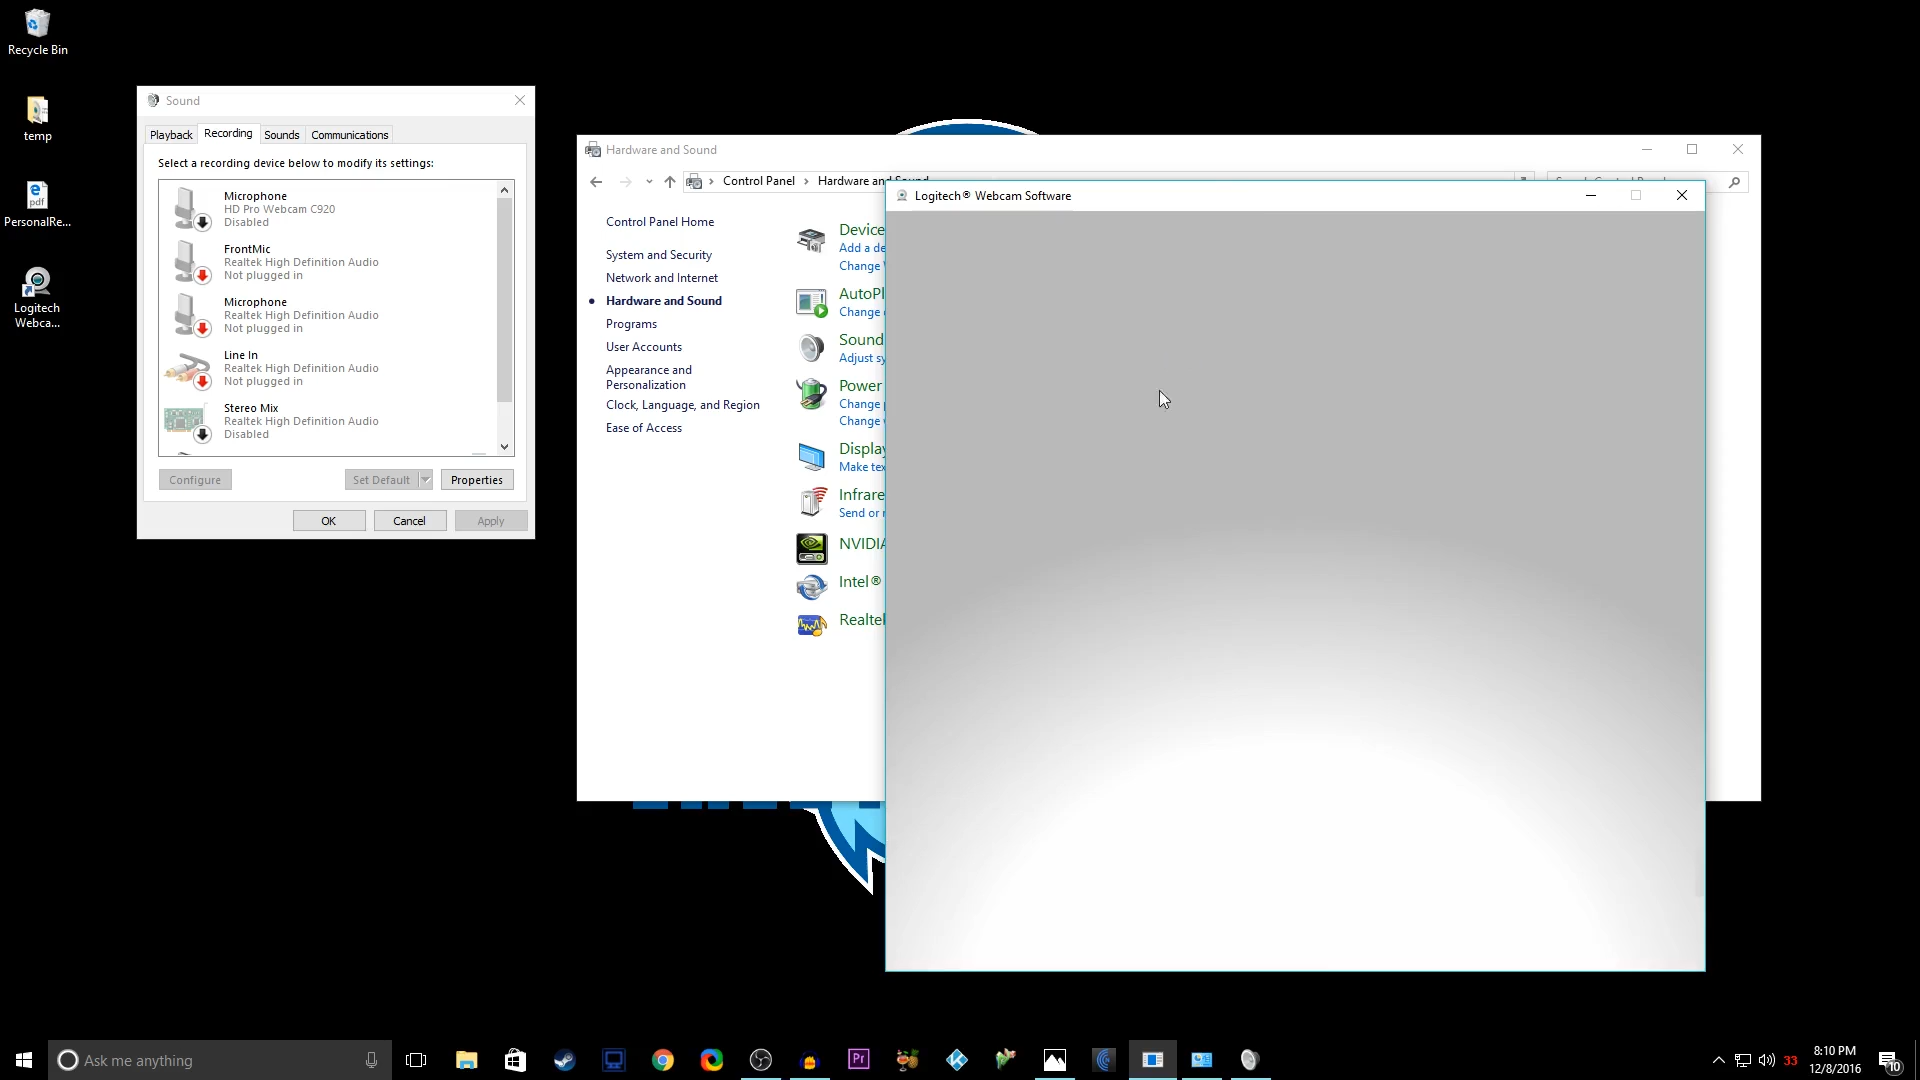 Recycle Bin
temp
PersonalRe...
Logitech
Webca...
Sound
Playback
Recording
Sounds
Communications
Select a recording device below to modify its settings:
Microphone
HD Pro Webcam C920
Disabled
FrontMic
Realtek High Definition Audio
Not plugged in
Microphone
Realtek High Definition Audio
Not plugged in
Line In
Realtek High Definition Audio
Not plugged in
Stereo Mix
Realtek High Definition Audio
Disabled
Configure
Set Default
Properties
OK
Cancel
Apply
Hardware and Sound
Control Panel
Hardware and Sound
Control Panel Home
System and Security
Network and Internet
Hardware and Sound
Programs
User Accounts
Appearance and
Personalization
Clock, Language, and Region
Ease of Access
Device
Add a de
Change
AutoPl
Change
Sound
Adjust sy
Power
Change
Change
Display
Make tex
Infrare
Send or
NVIDIA
Intel®
Realtek
Logitech® Webcam Software
Ask me anything
Pr
33
8:10 PM
12/8/2016
10